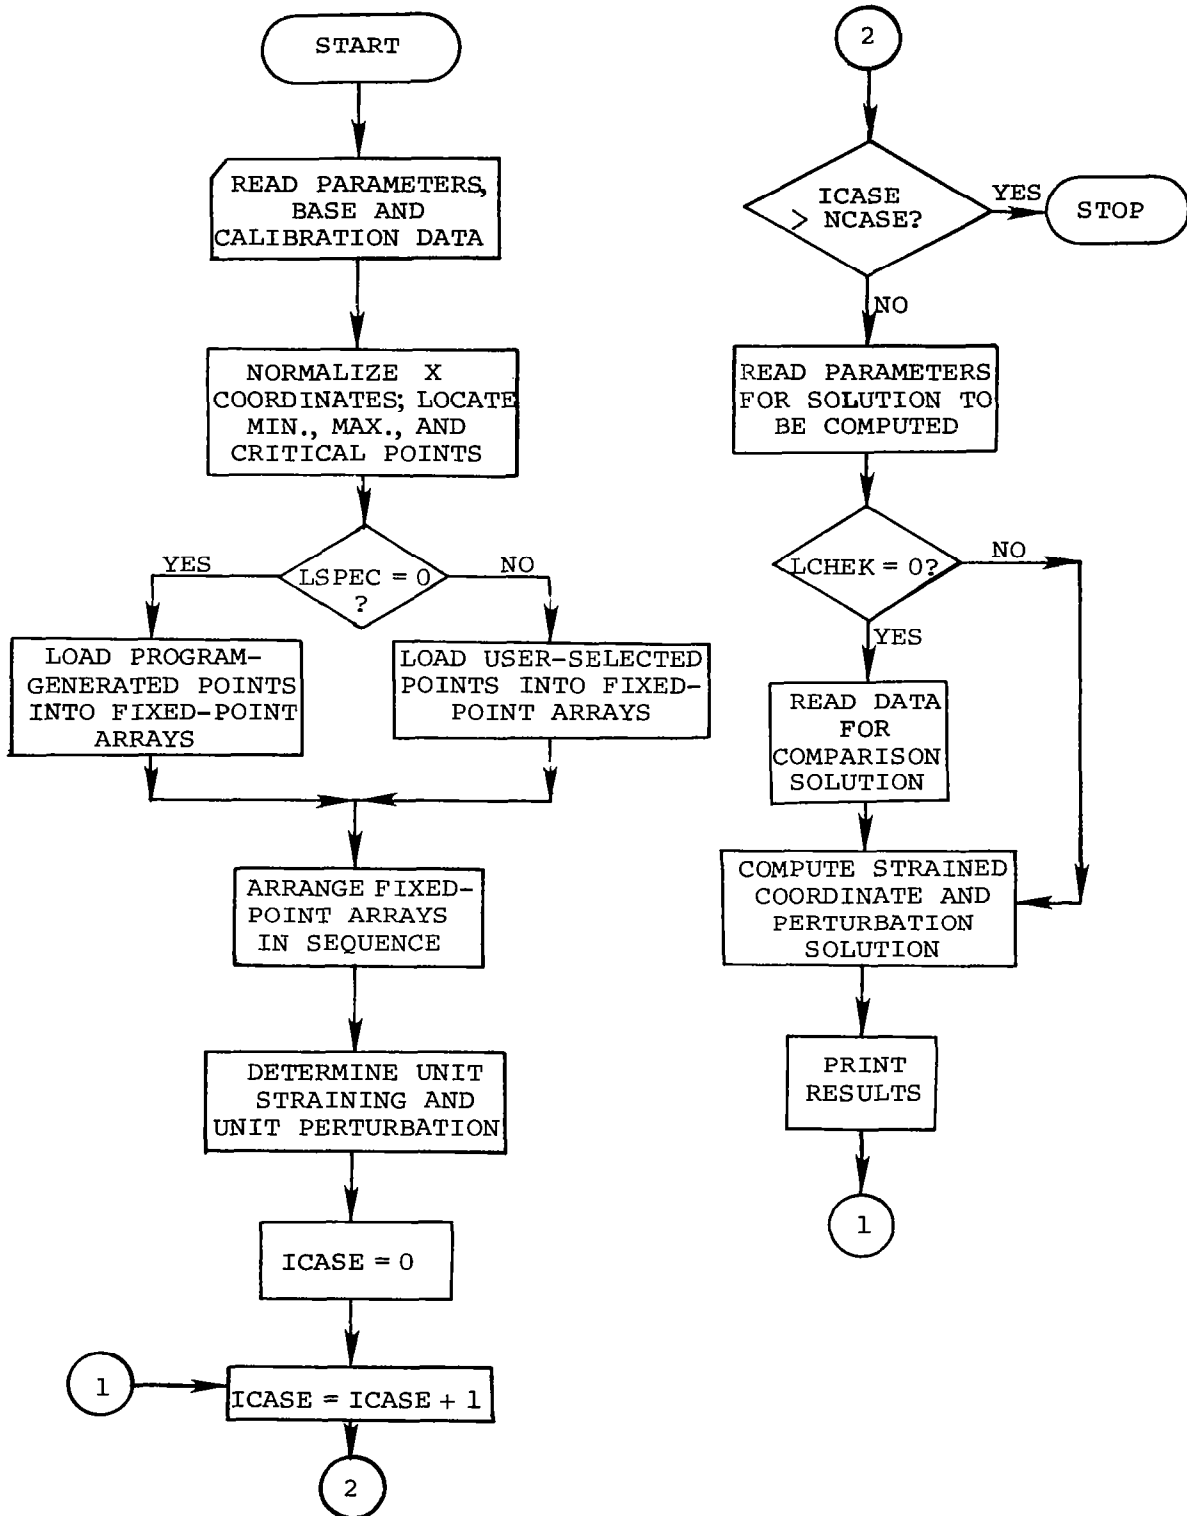 START
READ PARAMETERS,
BASE AND
CALIBRATION DATA
NORMALIZE X
COORDINATES; LOCATE
MIN., MAX., AND
CRITICAL POINTS
LSPEC = 0
?
YES
NO
LOAD PROGRAM-
GENERATED POINTS
INTO FIXED-POINT
ARRAYS
LOAD USER-SELECTED
POINTS INTO FIXED-
POINT ARRAYS
ARRANGE FIXED-
POINT ARRAYS
IN SEQUENCE
DETERMINE UNIT
STRAINING AND
UNIT PERTURBATION
ICASE = 0
1
ICASE = ICASE + 1
2
2
ICASE
> NCASE?
YES
STOP
NO
READ PARAMETERS
FOR SOLUTION TO
BE COMPUTED
LCHEK = 0?
NO
YES
READ DATA
FOR
COMPARISON
SOLUTION
COMPUTE STRAINED
COORDINATE AND
PERTURBATION
SOLUTION
PRINT
RESULTS
1